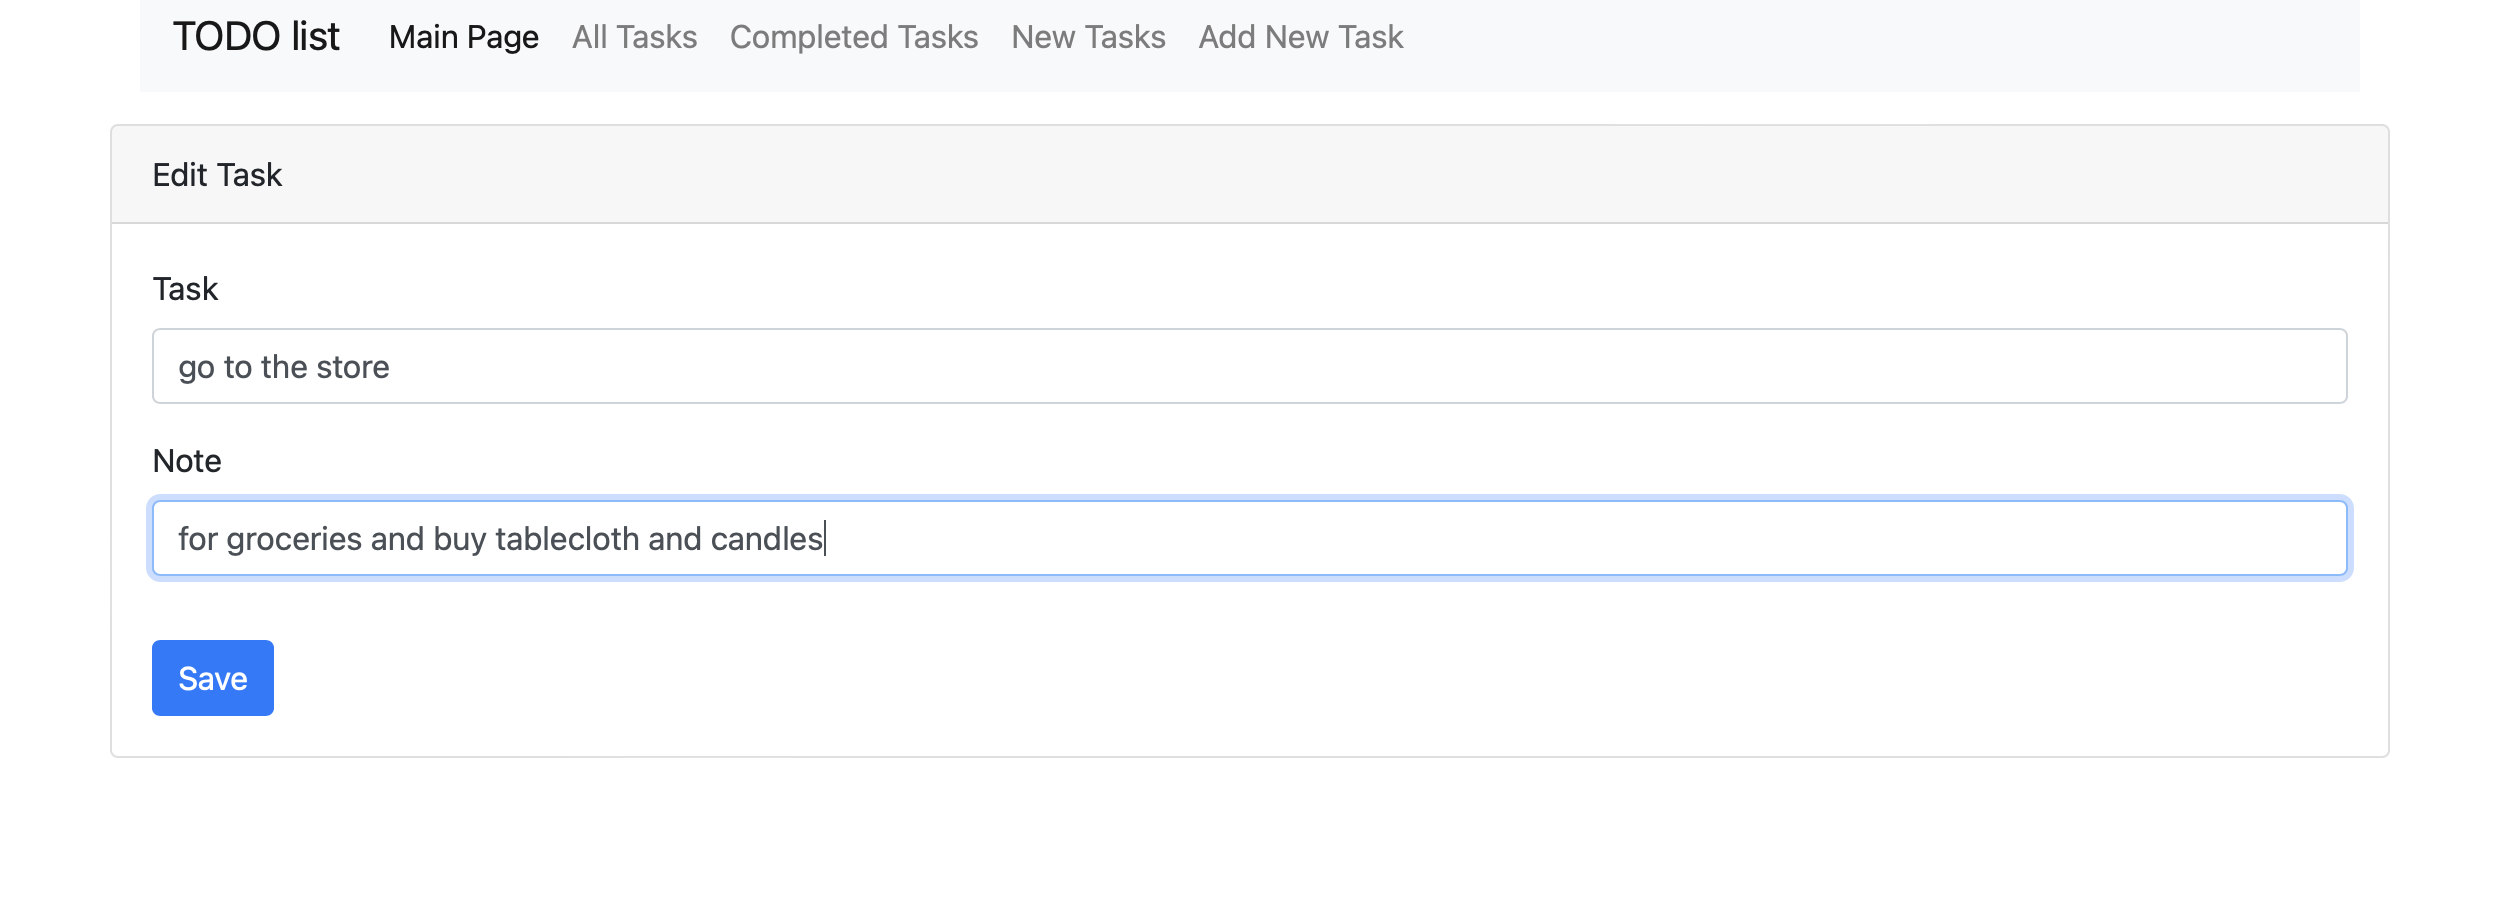 TODO list Main Page All Tasks Completed Tasks New Tasks Add New Task
Edit Task
Task
go to the store
Note
for groceries and buy tablecloth and candles
Save